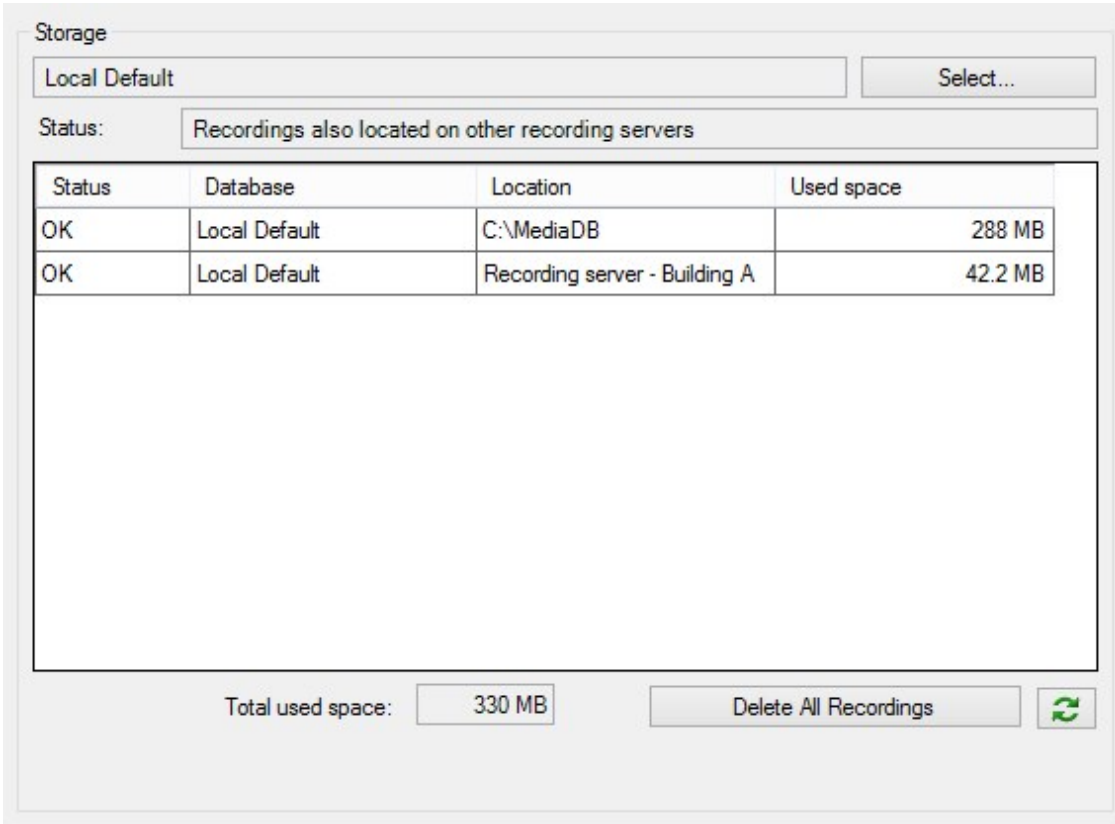 Storage
Local Default Select...
Status: Recordings also located on other recording servers
Status Database Location Used space
OK Local Default C:\MediaDB 288 MB
OK Local Default Recording server - Building A 42.2 MB
Total used space: 330 MB Delete All Recordings